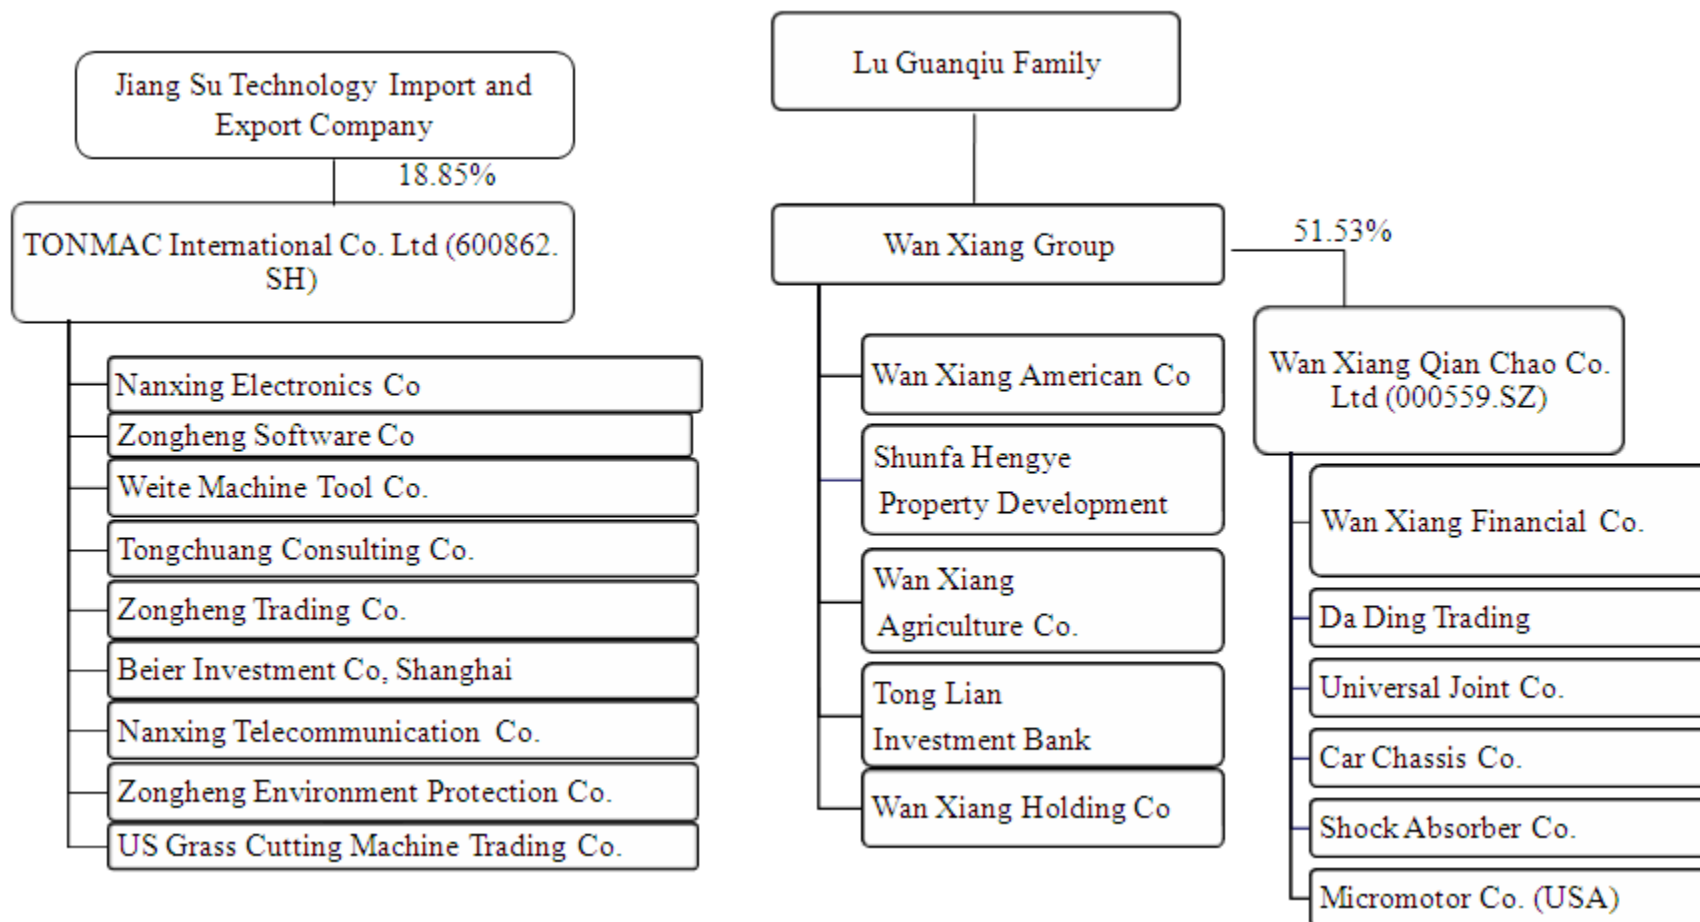 Jiang Su Technology Import and
Export Company
18.85%
TONMAC International Co. Ltd (600862.
SH)
Nanxing Electronics Co
Zongheng Software Co
Weite Machine Tool Co.
Tongchuang Consulting Co.
Zongheng Trading Co.
Beier Investment Co, Shanghai
Nanxing Telecommunication Co.
Zongheng Environment Protection Co.
US Grass Cutting Machine Trading Co.
Lu Guanqiu Family
Wan Xiang Group
51.53%
Wan Xiang American Co
Shunfa Hengye
Property Development
Wan Xiang
Agriculture Co.
Tong Lian
Investment Bank
Wan Xiang Holding Co
Wan Xiang Qian Chao Co.
Ltd (000559.SZ)
Wan Xiang Financial Co.
Da Ding Trading
Universal Joint Co.
Car Chassis Co.
Shock Absorber Co.
Micromotor Co. (USA)